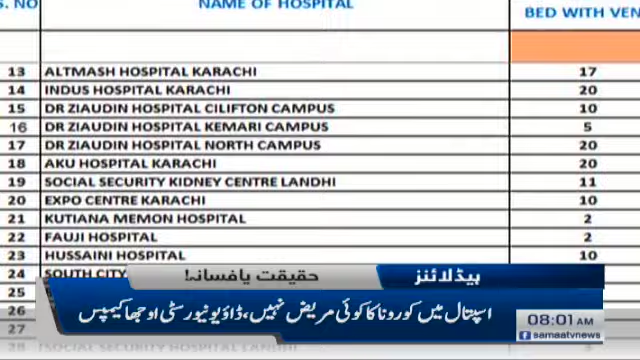 S. NO NAME OF HOSPITAL BED WITH VEN
13 ALTMASH HOSPITAL KARACHI 17
14 INDUS HOSPITAL KARACHI 20
15 DR ZIAUDIN HOSPITAL CILIFTON CAMPUS 10
16 DR ZIAUDIN HOSPITAL KEMARI CAMPUS 5
17 DR ZIAUDIN HOSPITAL NORTH CAMPUS 20
18 AKU HOSPITAL KARACHI 20
19 SOCIAL SECURITY KIDNEY CENTRE LANDHI 11
20 EXPO CENTRE KARACHI 10
21 KUTIANA MEMON HOSPITAL 2
22 FAUJI HOSPITAL 2
23 HUSSAINI HOSPITAL 10
24 SOUTH CITY
25
26
27
28
ہیڈلائنز
حقیقت یا فسانہ!
اسپتال میں کورونا کا کوئی مریض نہیں، ڈاؤ یونیورسٹی اوجھا کیمپس
08:01 AM
samaatvnews